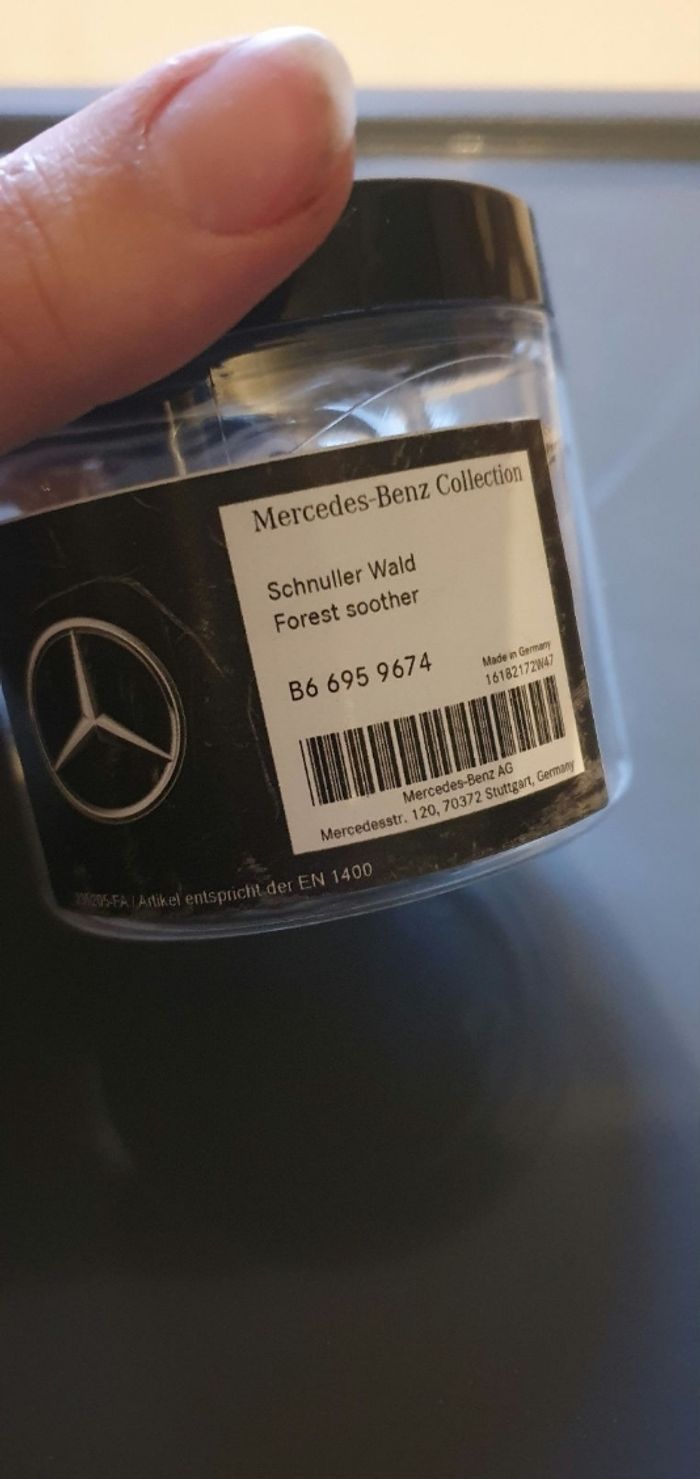 Mercedes-Benz Collection
Schnuller Wald
Forest soother
B6 695 9674
Made in Germany
16182172W47
Mercedes-Benz AG
Mercedesstr. 120, 70372 Stuttgart, Germany
/ Artikel entspricht der EN 1400